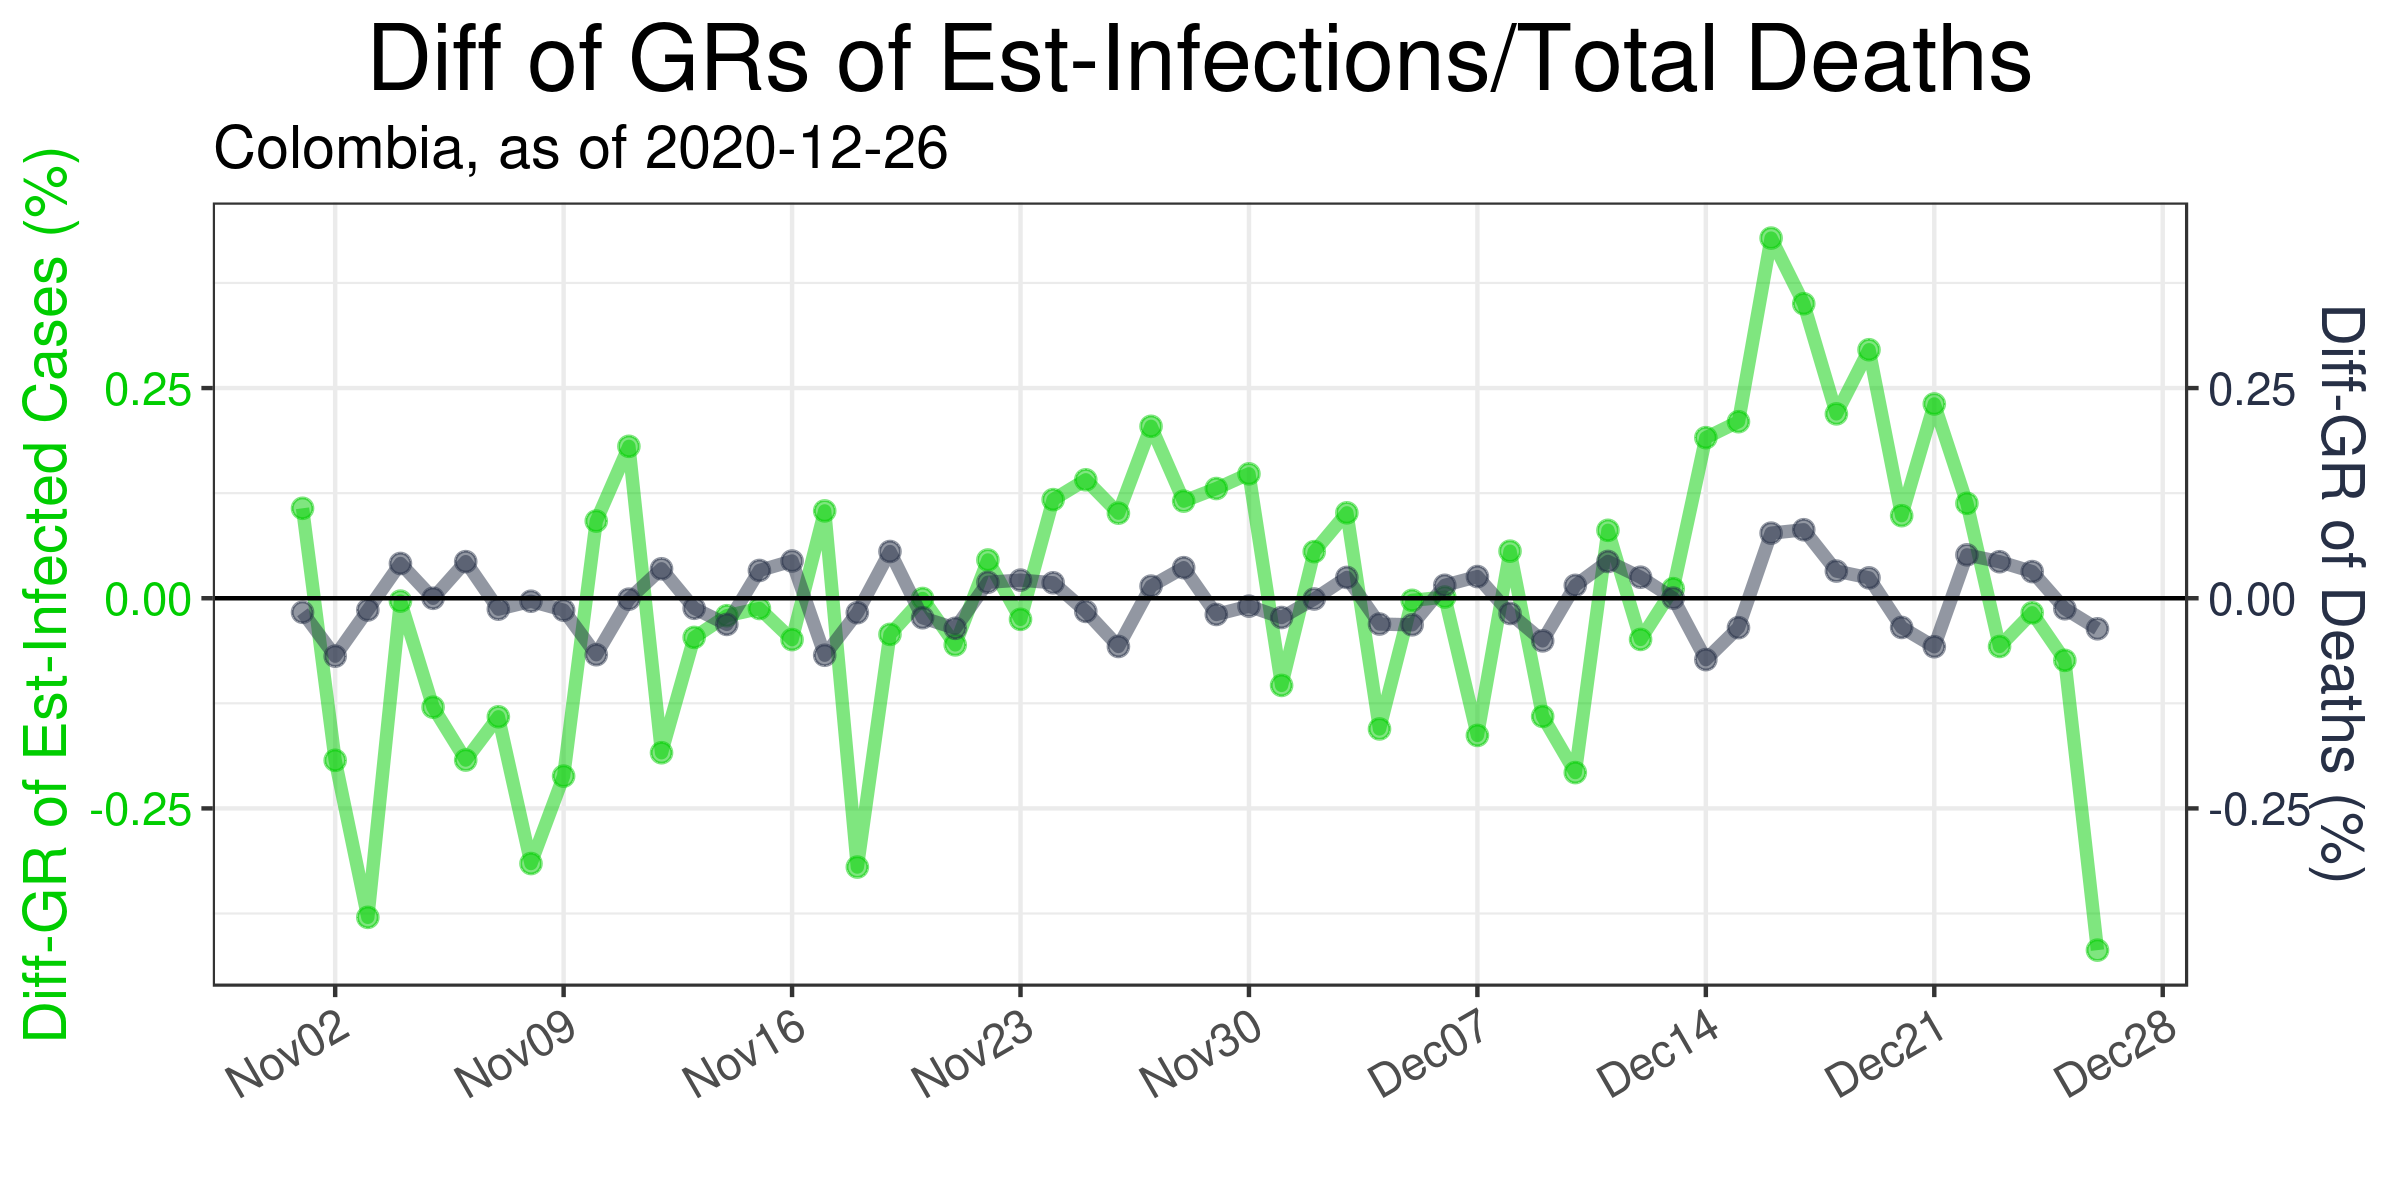 Diff of GRs of Est-Infections/Total Deaths
Colombia, as of 2020-12-26
Diff-GR of Est-Infected Cases (%)
0.25
0.00
-0.25
0.25
0.00
-0.25
Diff-GR of Deaths (%)
Nov02
Nov09
Nov16
Nov23
Nov30
Dec07
Dec14
Dec21
Dec28